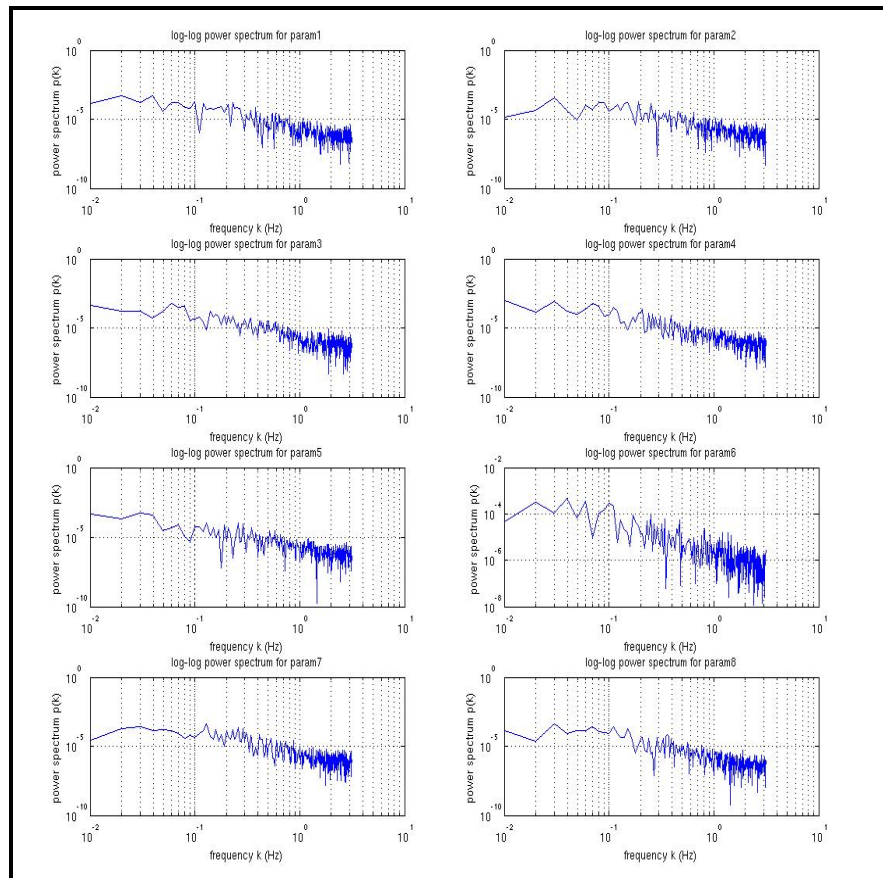 log-log power spectrum for param1
10^0
10^-5
10^-10
power spectrum p(k)
10^-2
10^-1
10^0
10^1
frequency k (Hz)
log-log power spectrum for param2
10^0
10^-5
10^-10
power spectrum p(k)
10^-2
10^-1
10^0
10^1
frequency k (Hz)
log-log power spectrum for param3
10^0
10^-5
10^-10
power spectrum p(k)
10^-2
10^-1
10^0
10^1
frequency k (Hz)
log-log power spectrum for param4
10^0
10^-5
10^-10
power spectrum p(k)
10^-2
10^-1
10^0
10^1
frequency k (Hz)
log-log power spectrum for param5
10^0
10^-5
10^-10
power spectrum p(k)
10^-2
10^-1
10^0
10^1
frequency k (Hz)
log-log power spectrum for param6
10^-2
10^-4
10^-6
10^-8
power spectrum p(k)
10^-2
10^-1
10^0
10^1
frequency k (Hz)
log-log power spectrum for param7
10^0
10^-5
10^-10
power spectrum p(k)
10^-2
10^-1
10^0
10^1
frequency k (Hz)
log-log power spectrum for param8
10^0
10^-5
10^-10
power spectrum p(k)
10^-2
10^-1
10^0
10^1
frequency k (Hz)